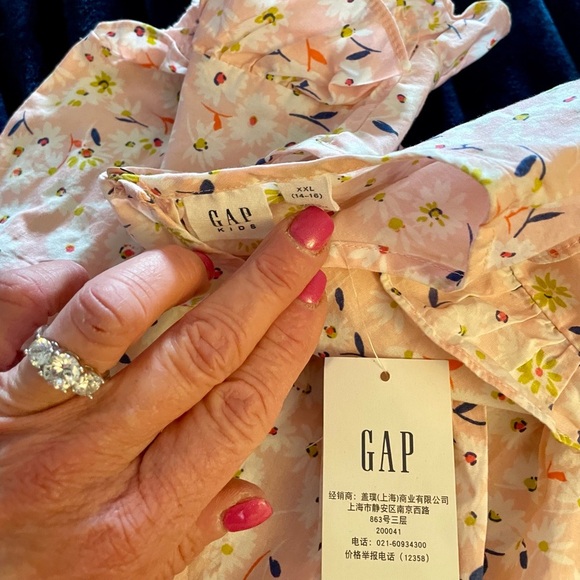 GAP
KIDS
XXL
(14-16)
GAP
经销商：盖璞(上海)商业有限公司
上海市静安区南京西路
863号三层
200041
电话：021-60934300
价格举报电话(12358)